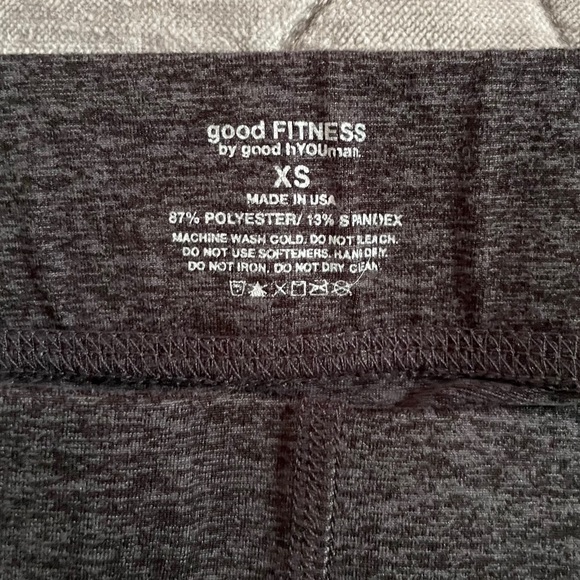 good FITNESS
by good hYOUman.
XS
MADE IN USA
87% POLYESTER/ 13% SPANDEX
MACHINE WASH COLD. DO NOT BLEACH.
DO NOT USE SOFTENERS. HANG DRY.
DO NOT IRON. DO NOT DRY CLEAN